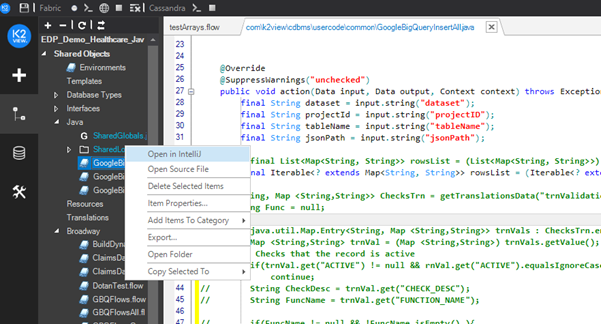 Fabric
Cassandra
K2
VIEW
EDP_Demo_Healthcare_Jav
Shared Objects
Environments
Templates
Database Types
Interfaces
Java
SharedGlobals.j
SharedLo
GoogleBi
GoogleBi
GoogleBi
Resources
Translations
Broadway
BuildDyna
ClaimsDa
ClaimsDa
DotanTest.flow
GBQFlows.flow
GBQFlowsAll.fl
Open in IntelliJ
Open Source File
Delete Selected Items
Item Properties...
Add Items To Category
Export...
Open Folder
Copy Selected To
testArrays.flow
com\k2view\cdbms\usercode\common\GoogleBigQueryInsertAll.java
23
24
25 @Override
26 @SuppressWarnings("unchecked")
27 public void action(Data input, Data output, Context context) throws Exception
28 final String dataset = input.string("dataset");
29 final String projectId = input.string("projectID");
30 final String tableName = input.string("tableName");
31 final String jsonPath = input.string("jsonPath");
final List<Map<String, String>> rowsList = (List<Map<String, String>>)
nal Iterable<? extends Map<String, String>> rowsList = (Iterable<? exte
ing, Map <String,String>> ChecksTrn = getTranslationsData("trnValidation
ng Func = null;
java.util.Map.Entry<String, Map <String,String>> trnVals : ChecksTrn.en
Map <String,String> trnVal = (Map <String,String>) trnVals.getValue();
Checks that the record is active
if(trnVal.get("ACTIVE") != null && rnVal.get("ACTIVE").equalsIgnoreCase
continue;
44 // String CheckDesc = trnVal.get("CHECK_DESC");
45 // String FuncName = trnVal.get("FUNCTION_NAME");
46
47 // if(FuncName != null && !FuncName.isEmpty() ){